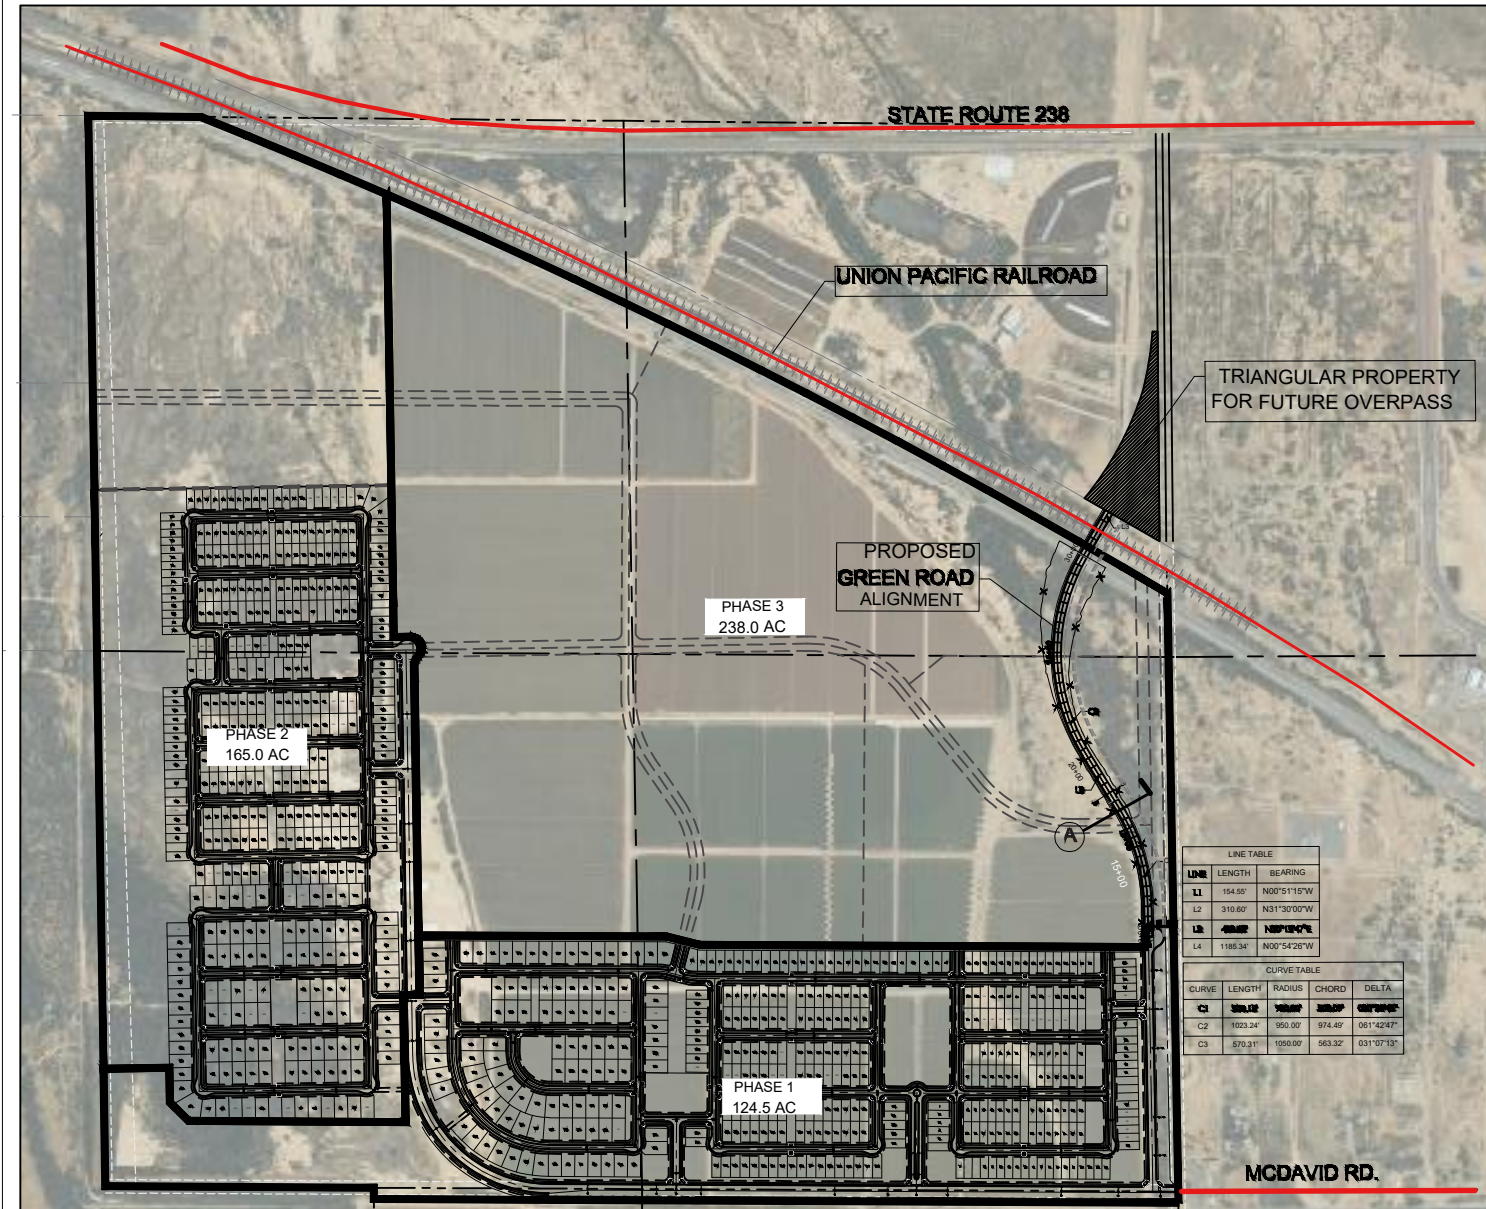 STATE ROUTE 238
UNION PACIFIC RAILROAD
TRIANGULAR PROPERTY
FOR FUTURE OVERPASS
PROPOSED
GREEN ROAD
ALIGNMENT
PHASE 3
238.0 AC
PHASE 2
165.0 AC
20+00
A
15+00
LINE TABLE
LINE LENGTH BEARING
L1 154.55' N00°51'15"W
L2 310.60' N31°30'00"W
L4 1185.34' N00°54'26"W
CURVE TABLE
CURVE LENGTH RADIUS CHORD DELTA
C1
C2 1023.24' 950.00' 974.49' 061°42'47"
C3 570.31' 1050.00' 563.32' 031°07'13"
PHASE 1
124.5 AC
MCDAVID RD.